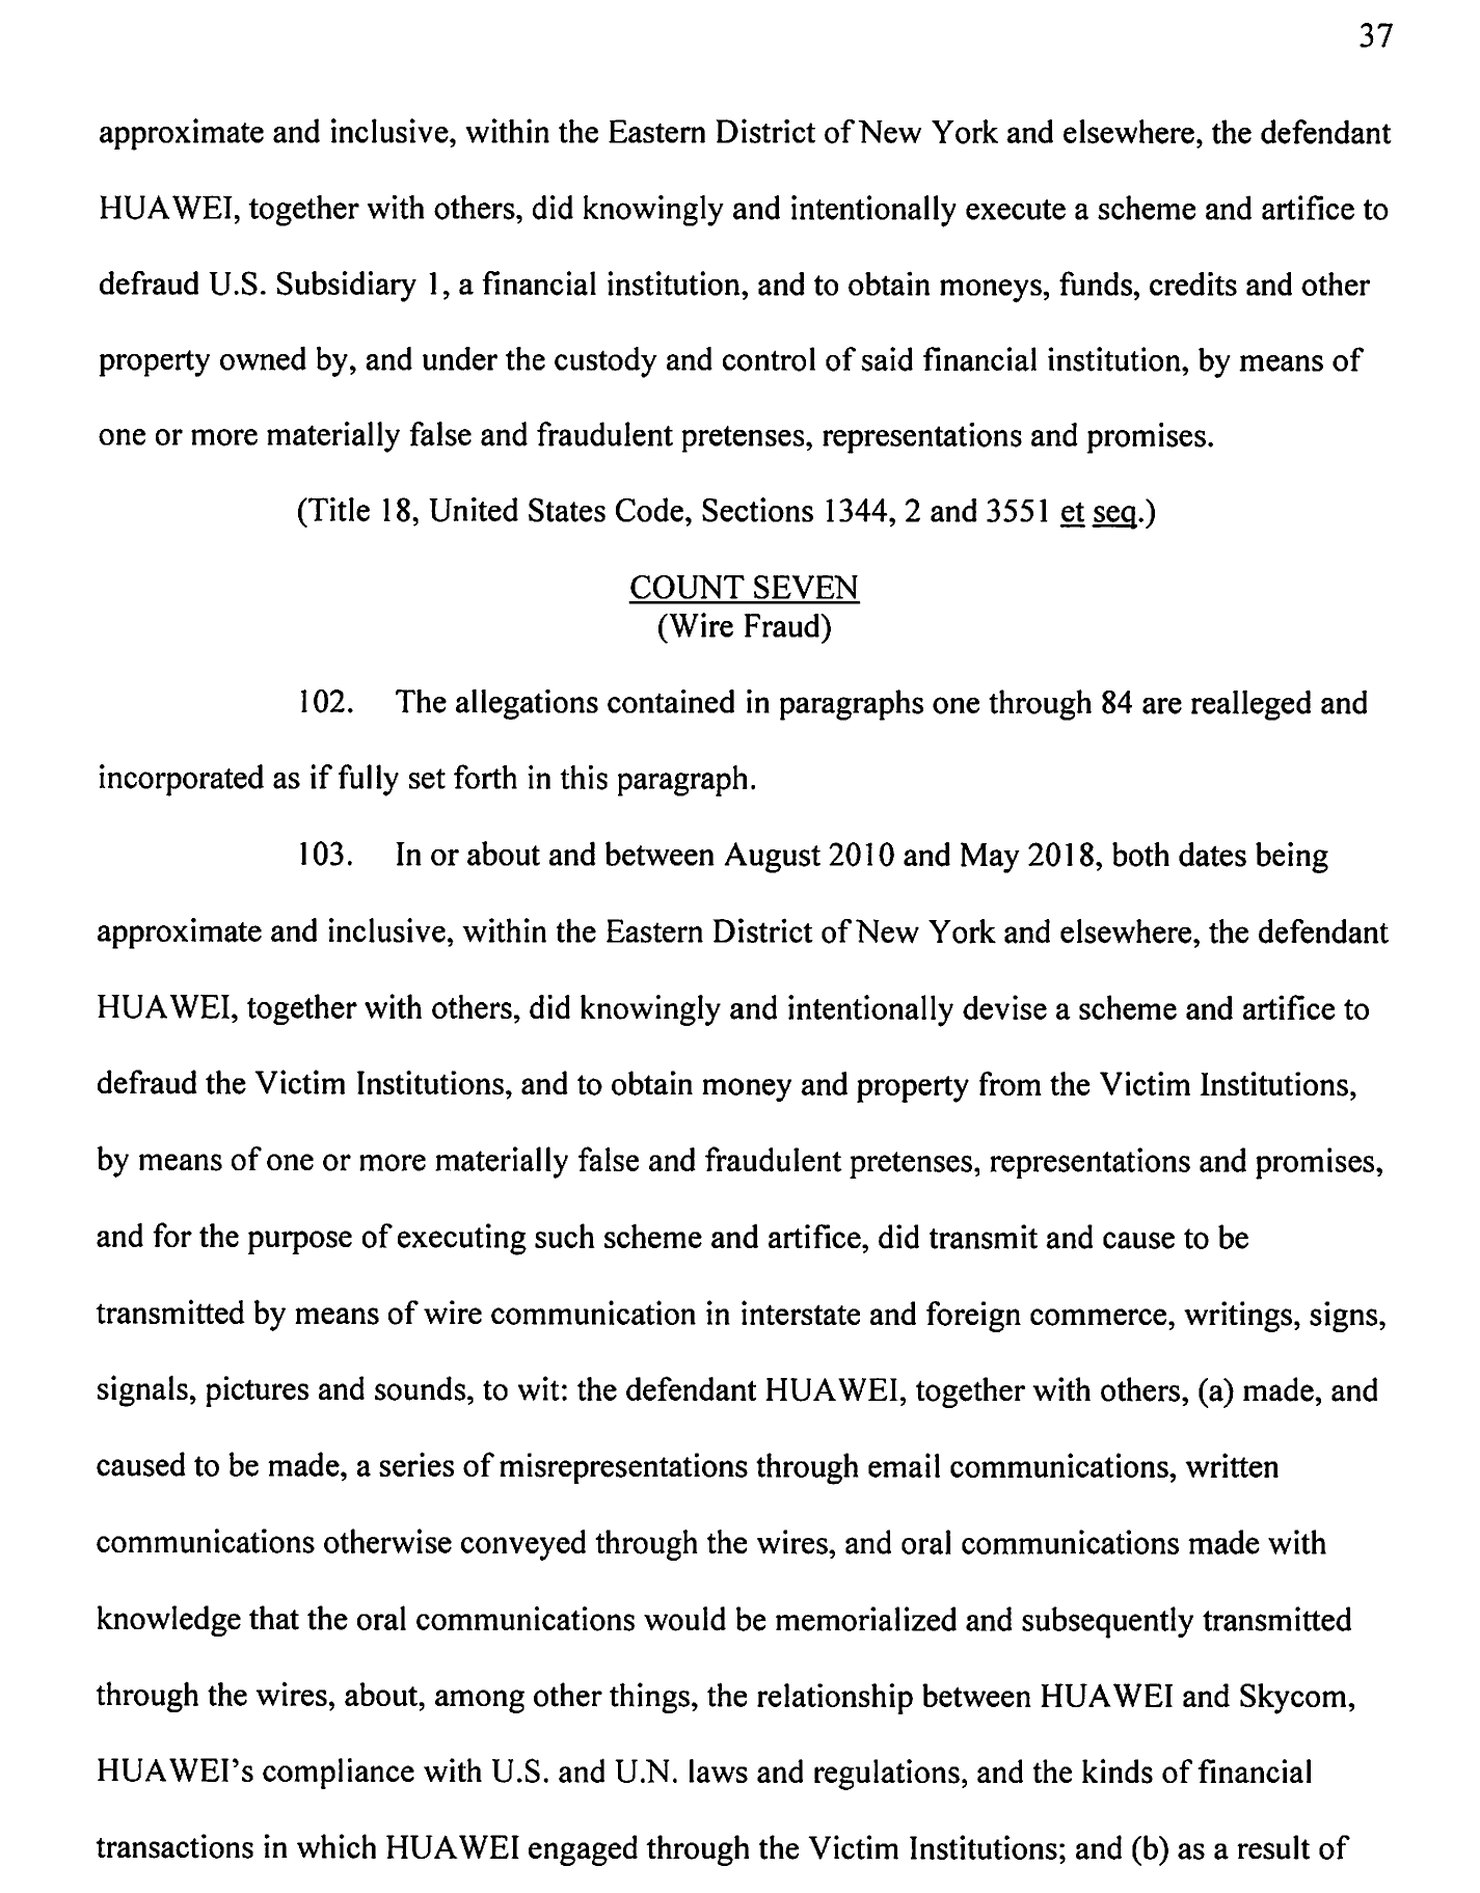 37
approximate and inclusive, within the Eastern District of New York and elsewhere, the defendant
HUAWEI, together with others, did knowingly and intentionally execute a scheme and artifice to
defraud U.S. Subsidiary 1, a financial institution, and to obtain moneys, funds, credits and other
property owned by, and under the custody and control of said financial institution, by means of
one or more materially false and fraudulent pretenses, representations and promises.
(Title 18, United States Code, Sections 1344, 2 and 3551 et seq.)
COUNT SEVEN
(Wire Fraud)
102. The allegations contained in paragraphs one through 84 are realleged and
incorporated as if fully set forth in this paragraph.
103. In or about and between August 2010 and May 2018, both dates being
approximate and inclusive, within the Eastern District of New York and elsewhere, the defendant
HUAWEI, together with others, did knowingly and intentionally devise a scheme and artifice to
defraud the Victim Institutions, and to obtain money and property from the Victim Institutions,
by means of one or more materially false and fraudulent pretenses, representations and promises,
and for the purpose of executing such scheme and artifice, did transmit and cause to be
transmitted by means of wire communication in interstate and foreign commerce, writings, signs,
signals, pictures and sounds, to wit: the defendant HUAWEI, together with others, (a) made, and
caused to be made, a series of misrepresentations through email communications, written
communications otherwise conveyed through the wires, and oral communications made with
knowledge that the oral communications would be memorialized and subsequently transmitted
through the wires, about, among other things, the relationship between HUAWEI and Skycom,
HUAWEI's compliance with U.S. and U.N. laws and regulations, and the kinds of financial
transactions in which HUAWEI engaged through the Victim Institutions; and (b) as a result of